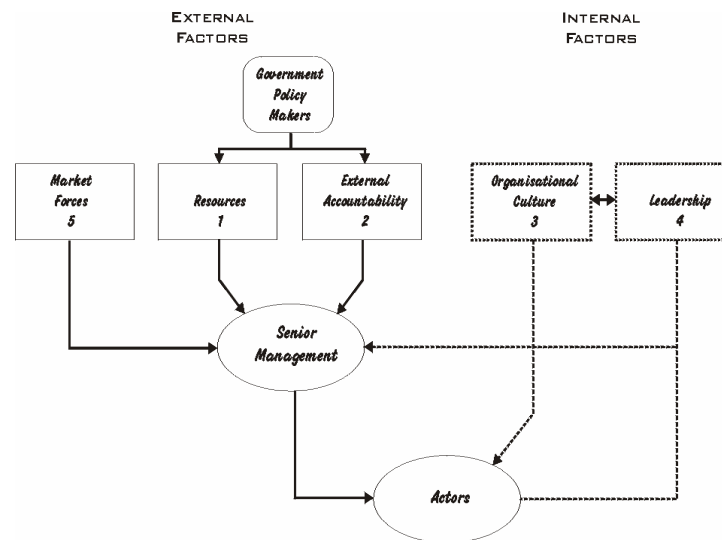 EXTERNAL
FACTORS
INTERNAL
FACTORS
Government
Policy
Makers
Market
Forces
5
Resources
1
External
Accountability
2
Organisational
Culture
3
Leadership
4
Senior
Management
Actors